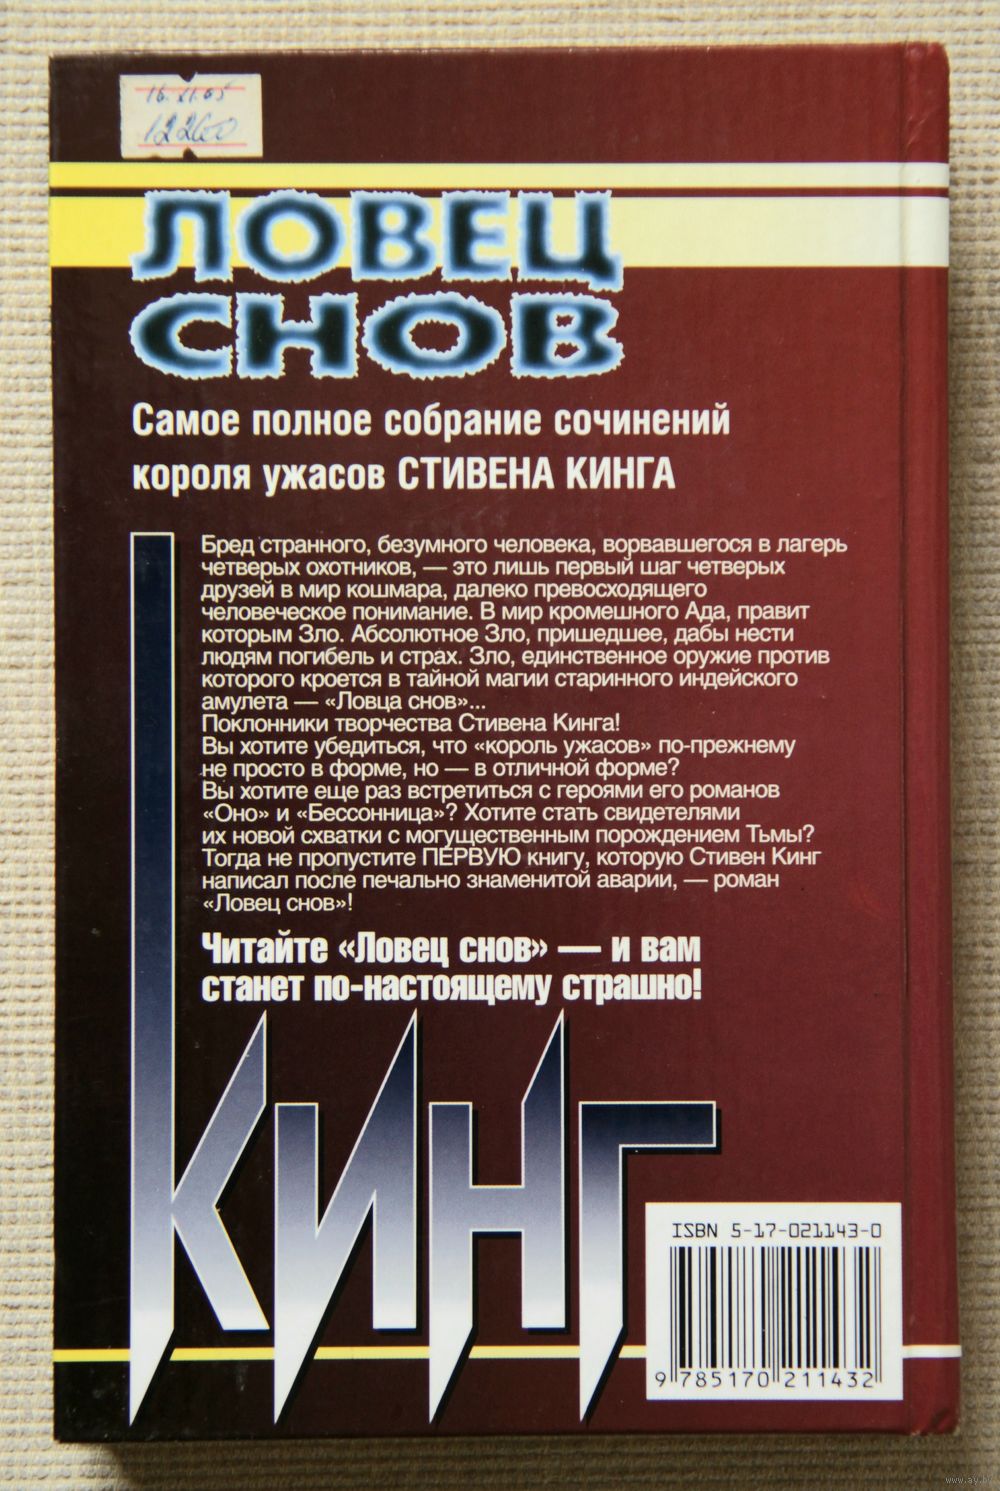 16.XI.05
12260
ЛОВЕЦ
СНОВ
Самое полное собрание сочинений
короля ужасов СТИВЕНА КИНГА
Бред странного, безумного человека, ворвавшегося в лагерь
четверых охотников, — это лишь первый шаг четверых
друзей в мир кошмара, далеко превосходящего
человеческое понимание. В мир кромешного Ада, правит
которым Зло. Абсолютное Зло, пришедшее, дабы нести
людям погибель и страх. Зло, единственное оружие против
которого кроется в тайной магии старинного индейского
амулета — «Ловца снов»...
Поклонники творчества Стивена Кинга!
Вы хотите убедиться, что «король ужасов» по-прежнему
не просто в форме, но — в отличной форме?
Вы хотите еще раз встретиться с героями его романов
«Оно» и «Бессонница»? Хотите стать свидетелями
их новой схватки с могущественным порождением Тьмы?
Тогда не пропустите ПЕРВУЮ книгу, которую Стивен Кинг
написал после печально знаменитой аварии, — роман
«Ловец снов»!
Читайте «Ловец снов» — и вам
станет по-настоящему страшно!
КИНГ
ISBN 5-17-021143-0
9 785170 211432
www.ay.by